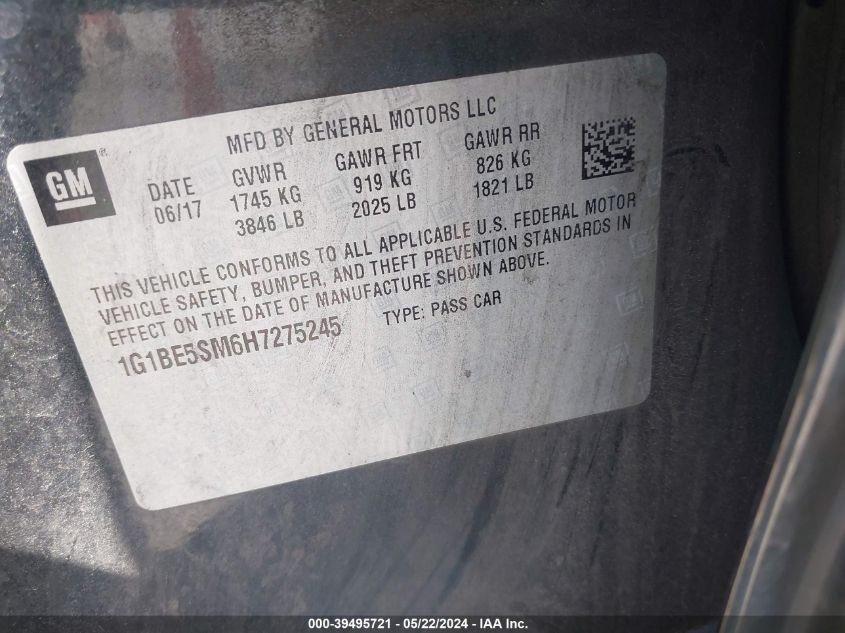 MFD BY GENERAL MOTORS LLC
GM
DATE GVWR GAWR FRT GAWR RR
06/17 1745 KG 919 KG 826 KG
3846 LB 2025 LB 1821 LB
THIS VEHICLE CONFORMS TO ALL APPLICABLE U.S. FEDERAL MOTOR
VEHICLE SAFETY, BUMPER, AND THEFT PREVENTION STANDARDS IN
EFFECT ON THE DATE OF MANUFACTURE SHOWN ABOVE.
1G1BE5SM6H7275245 TYPE: PASS CAR
000-39495721 - 05/22/2024 - IAA Inc.